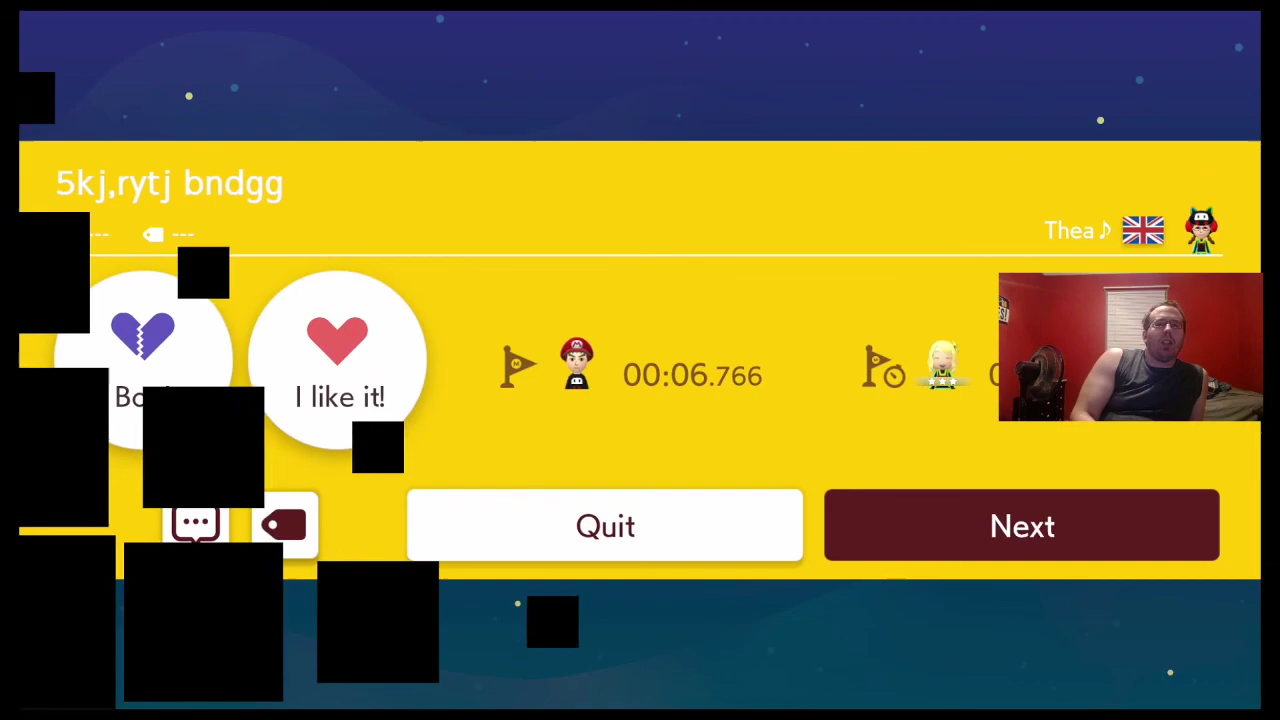 5kj,rytj bndgg
--- ---
Thea♪
I like it!
00:06.766
Quit
Next